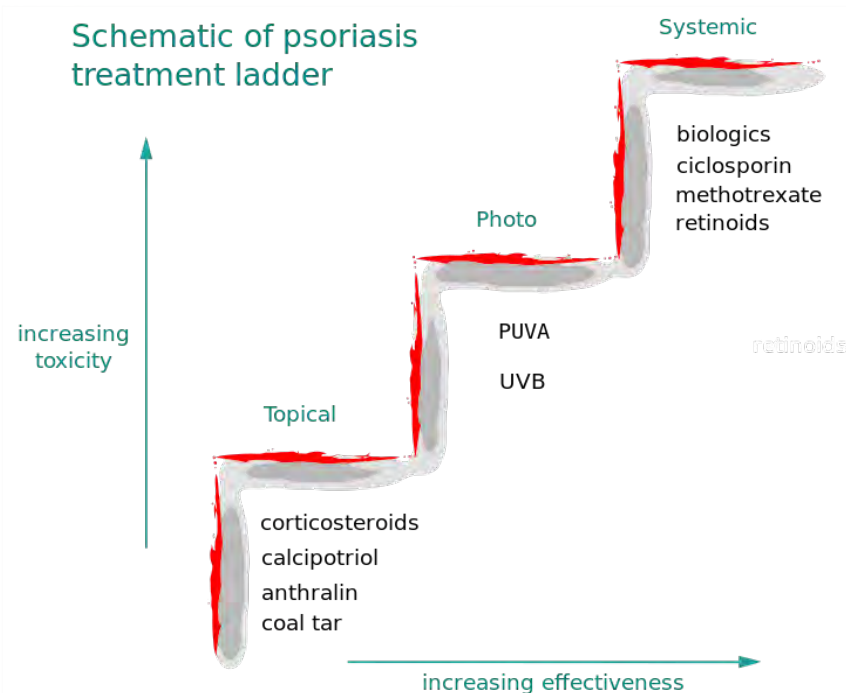 Schematic of psoriasis
treatment ladder
Systemic
biologics
ciclosporin
methotrexate
retinoids
Photo
PUVA
UVB
retinoids
increasing
toxicity
Topical
corticosteroids
calcipotriol
anthralin
coal tar
increasing effectiveness